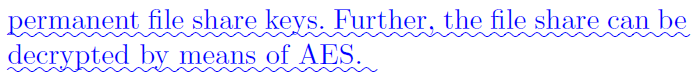 permanent file share keys. Further, the file share can be
decrypted by means of AES.